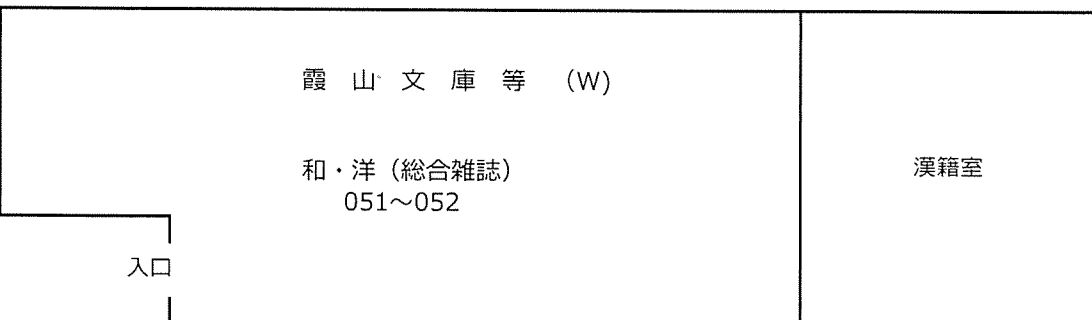 霞 山 文 庫 等 （W）
和・洋（総合雑誌）
051～052
漢籍室
入口